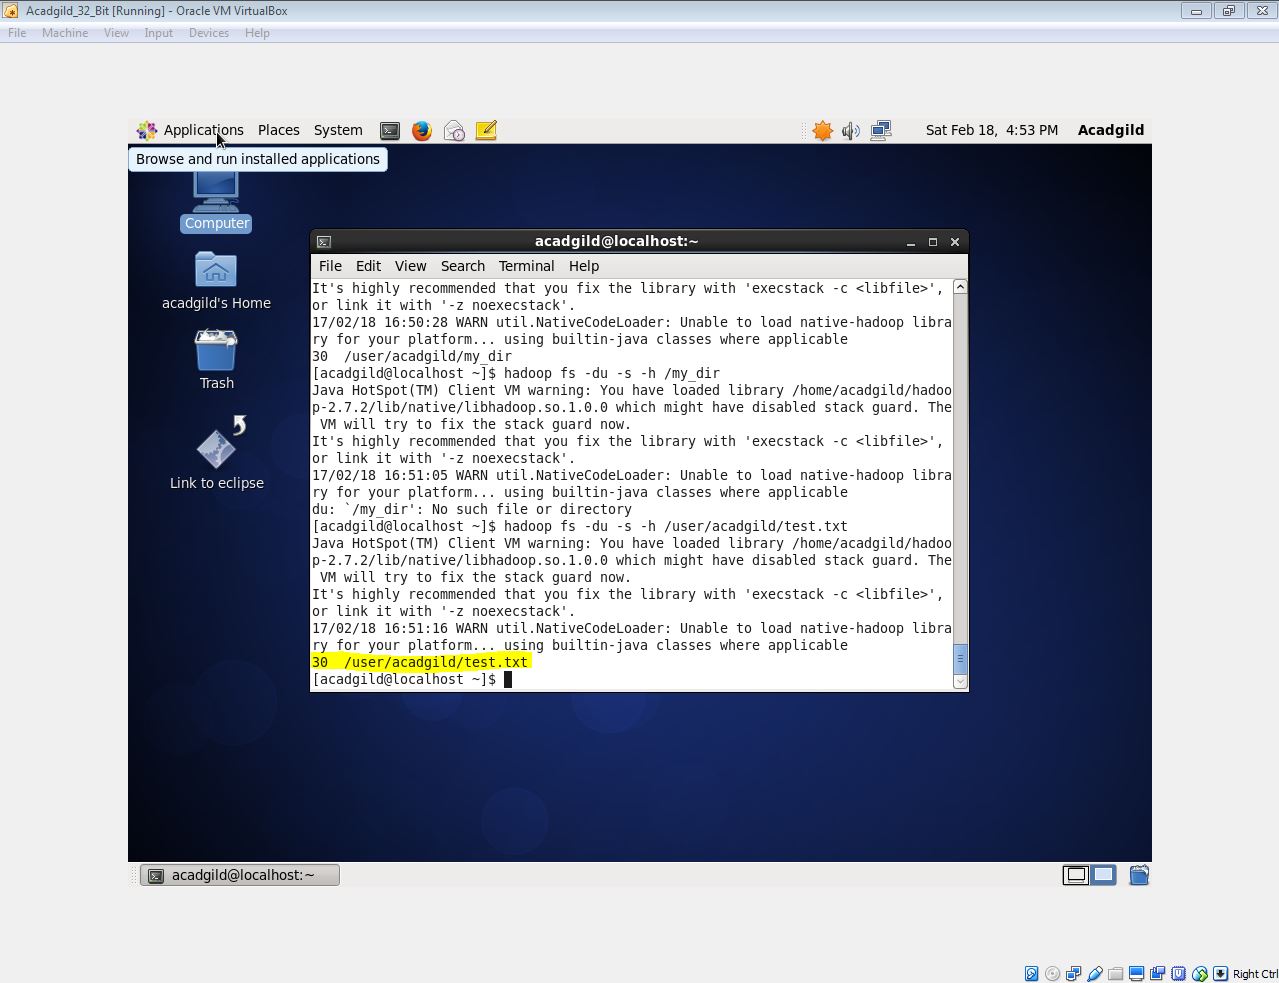 Acadgild_32_Bit [Running] - Oracle VM VirtualBox
File Machine View Input Devices Help
Applications Places System Sat Feb 18, 4:53 PM Acadgild
Browse and run installed applications
Computer
acadgild's Home
Trash
Link to eclipse
acadgild@localhost:~
File Edit View Search Terminal Help
It's highly recommended that you fix the library with 'execstack -c <libfile>',
or link it with '-z noexecstack'.
17/02/18 16:50:28 WARN util.NativeCodeLoader: Unable to load native-hadoop libra
ry for your platform... using builtin-java classes where applicable
30  /user/acadgild/my_dir
[acadgild@localhost ~]$ hadoop fs -du -s -h /my_dir
Java HotSpot(TM) Client VM warning: You have loaded library /home/acadgild/hadoo
p-2.7.2/lib/native/libhadoop.so.1.0.0 which might have disabled stack guard. The
 VM will try to fix the stack guard now.
It's highly recommended that you fix the library with 'execstack -c <libfile>',
or link it with '-z noexecstack'.
17/02/18 16:51:05 WARN util.NativeCodeLoader: Unable to load native-hadoop libra
ry for your platform... using builtin-java classes where applicable
du: `/my_dir': No such file or directory
[acadgild@localhost ~]$ hadoop fs -du -s -h /user/acadgild/test.txt
Java HotSpot(TM) Client VM warning: You have loaded library /home/acadgild/hadoo
p-2.7.2/lib/native/libhadoop.so.1.0.0 which might have disabled stack guard. The
 VM will try to fix the stack guard now.
It's highly recommended that you fix the library with 'execstack -c <libfile>',
or link it with '-z noexecstack'.
17/02/18 16:51:16 WARN util.NativeCodeLoader: Unable to load native-hadoop libra
ry for your platform... using builtin-java classes where applicable
30  /user/acadgild/test.txt
[acadgild@localhost ~]$
acadgild@localhost:~
Right Ctrl